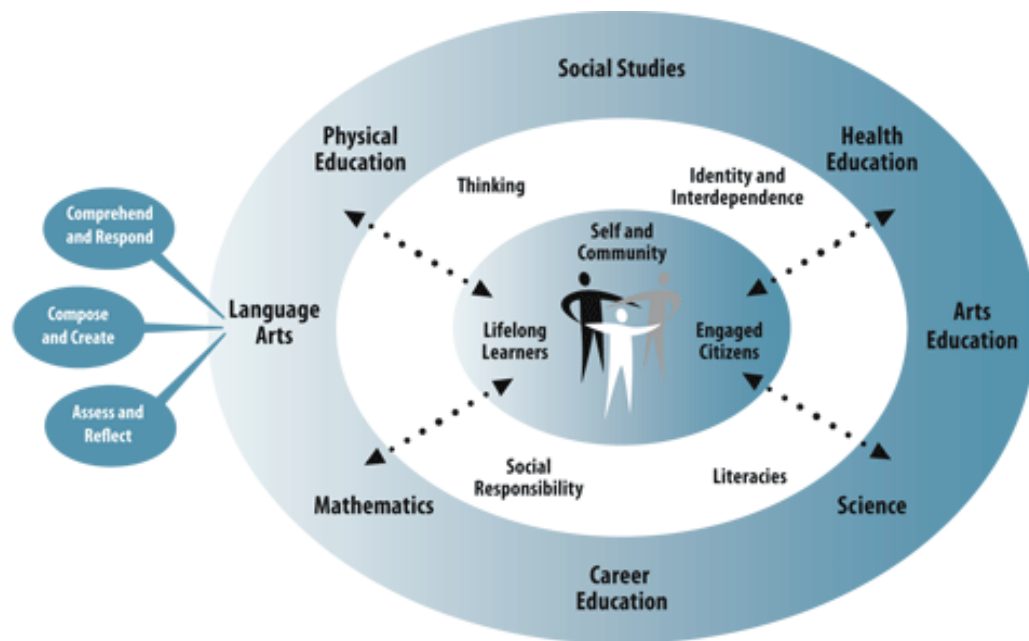 Social Studies
Physical
Education
Health
Education
Thinking
Identity and
Interdependence
Comprehend
and Respond
Self and
Community
Compose
and Create
Language
Arts
Lifelong
Learners
Engaged
Citizens
Arts
Education
Assess and
Reflect
Social
Responsibility
Literacies
Mathematics
Science
Career
Education